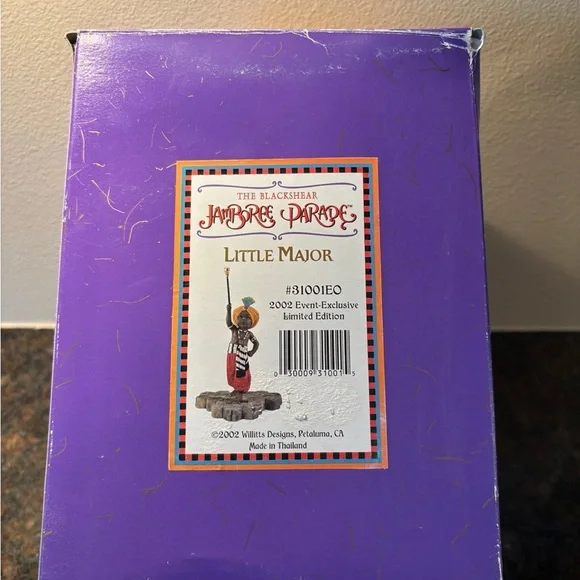 THE BLACKSHEAR
JAMBOREE PARADE™
LITTLE MAJOR
#31001EO
2002 Event-Exclusive
Limited Edition
0 30009 31001 5
©2002 Willitts Designs, Petaluma, CA
Made in Thailand